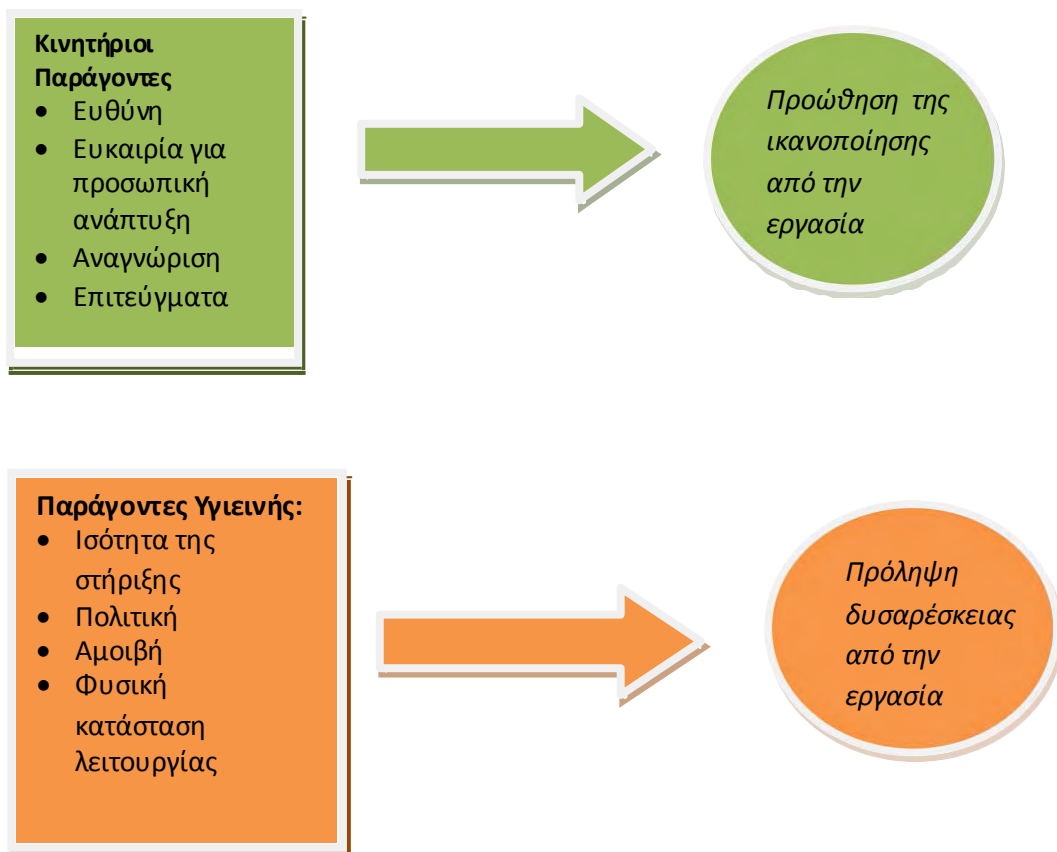 Κινητήριοι
Παράγοντες
• Ευθύνη
• Ευκαιρία για
προσωπική
ανάπτυξη
• Αναγνώριση
• Επιτεύγματα
Προώθηση της
ικανοποίησης
από την
εργασία
Παράγοντες Υγιεινής:
• Ισότητα της
στήριξης
• Πολιτική
• Αμοιβή
• Φυσική
κατάσταση
λειτουργίας
Πρόληψη
δυσαρέσκειας
από την
εργασία